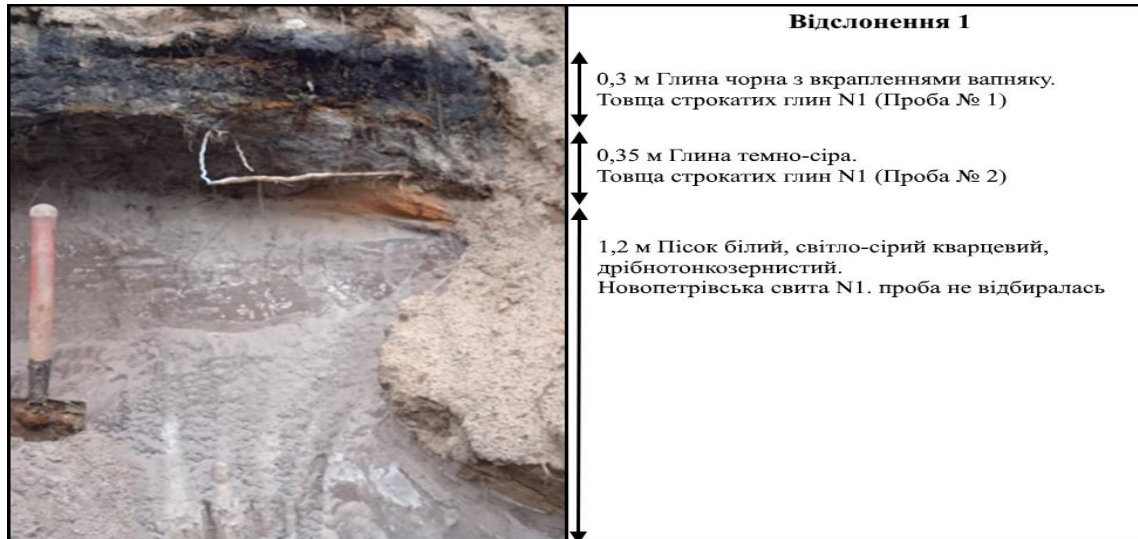 Відслонення 1
0,3 м Глина чорна з вкрапленнями вапняку.
Товща строкатих глин N1 (Проба № 1)
0,35 м Глина темно-сіра.
Товща строкатих глин N1 (Проба № 2)
1,2 м Пісок білий, світло-сірий кварцевий,
дрібнотонкозернистий.
Новопетрівська свита N1. проба не відбиралась